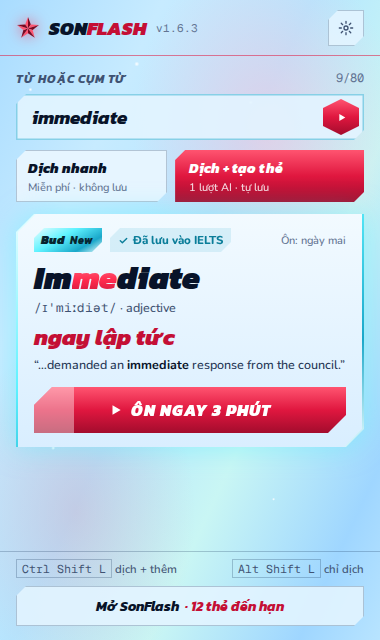 SONFLASH v1.6.3
TỪ HOẶC CỤM TỪ 9/80
immediate
Dịch nhanh
Miễn phí · không lưu
Dịch + tạo thẻ
1 lượt AI · tự lưu
Bud New ✓ Đã lưu vào IELTS Ôn: ngày mai
Immediate
/ɪˈmiːdiət/ · adjective
ngay lập tức
“…demanded an immediate response from the council.”
ÔN NGAY 3 PHÚT
Ctrl Shift L dịch + thêm Alt Shift L chỉ dịch
Mở SonFlash · 12 thẻ đến hạn